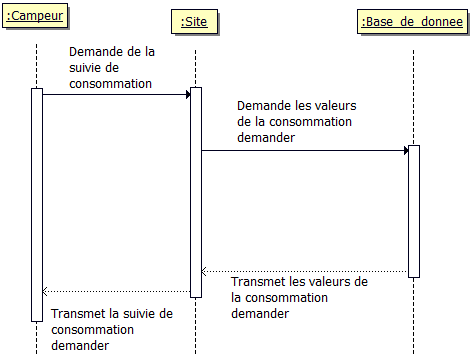 :Campeur
:Site
:Base_de_donnee
Demande de la
suivie de
consommation
Demande les valeurs
de la consommation
demander
Transmet les valeurs de
la consommation
demander
Transmet la suivie de
consommation
demander